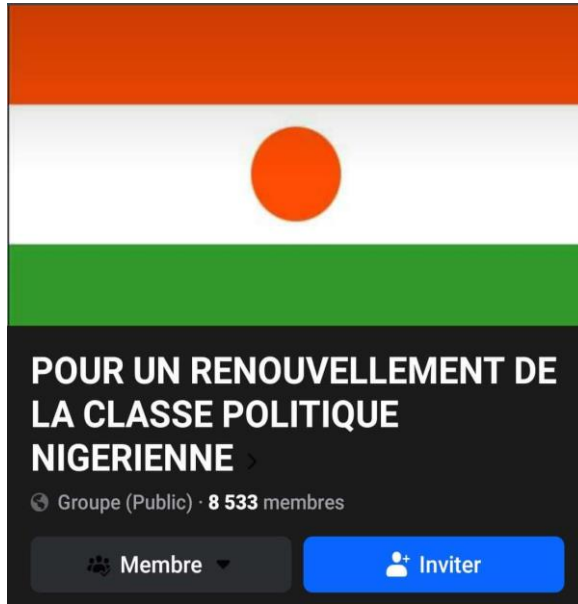 POUR UN RENOUVELLEMENT DE
LA CLASSE POLITIQUE
NIGERIENNE
Groupe (Public) · 8 533 membres
Membre
Inviter